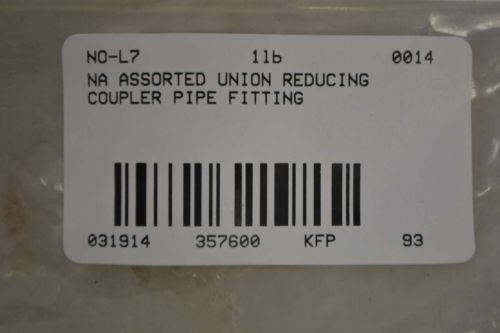 NO-L7 1lb 0014
NA ASSORTED UNION REDUCING
COUPLER PIPE FITTING
031914 357600 KFP 93